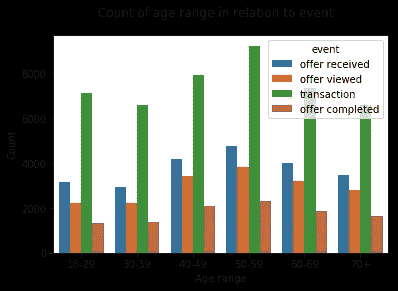 Count of age range in relation to event
event
offer received
offer viewed
transaction
offer completed
8000
6000
4000
2000
0
Count
16-29 30-39 40-49 50-59 60-69 70+
Age range